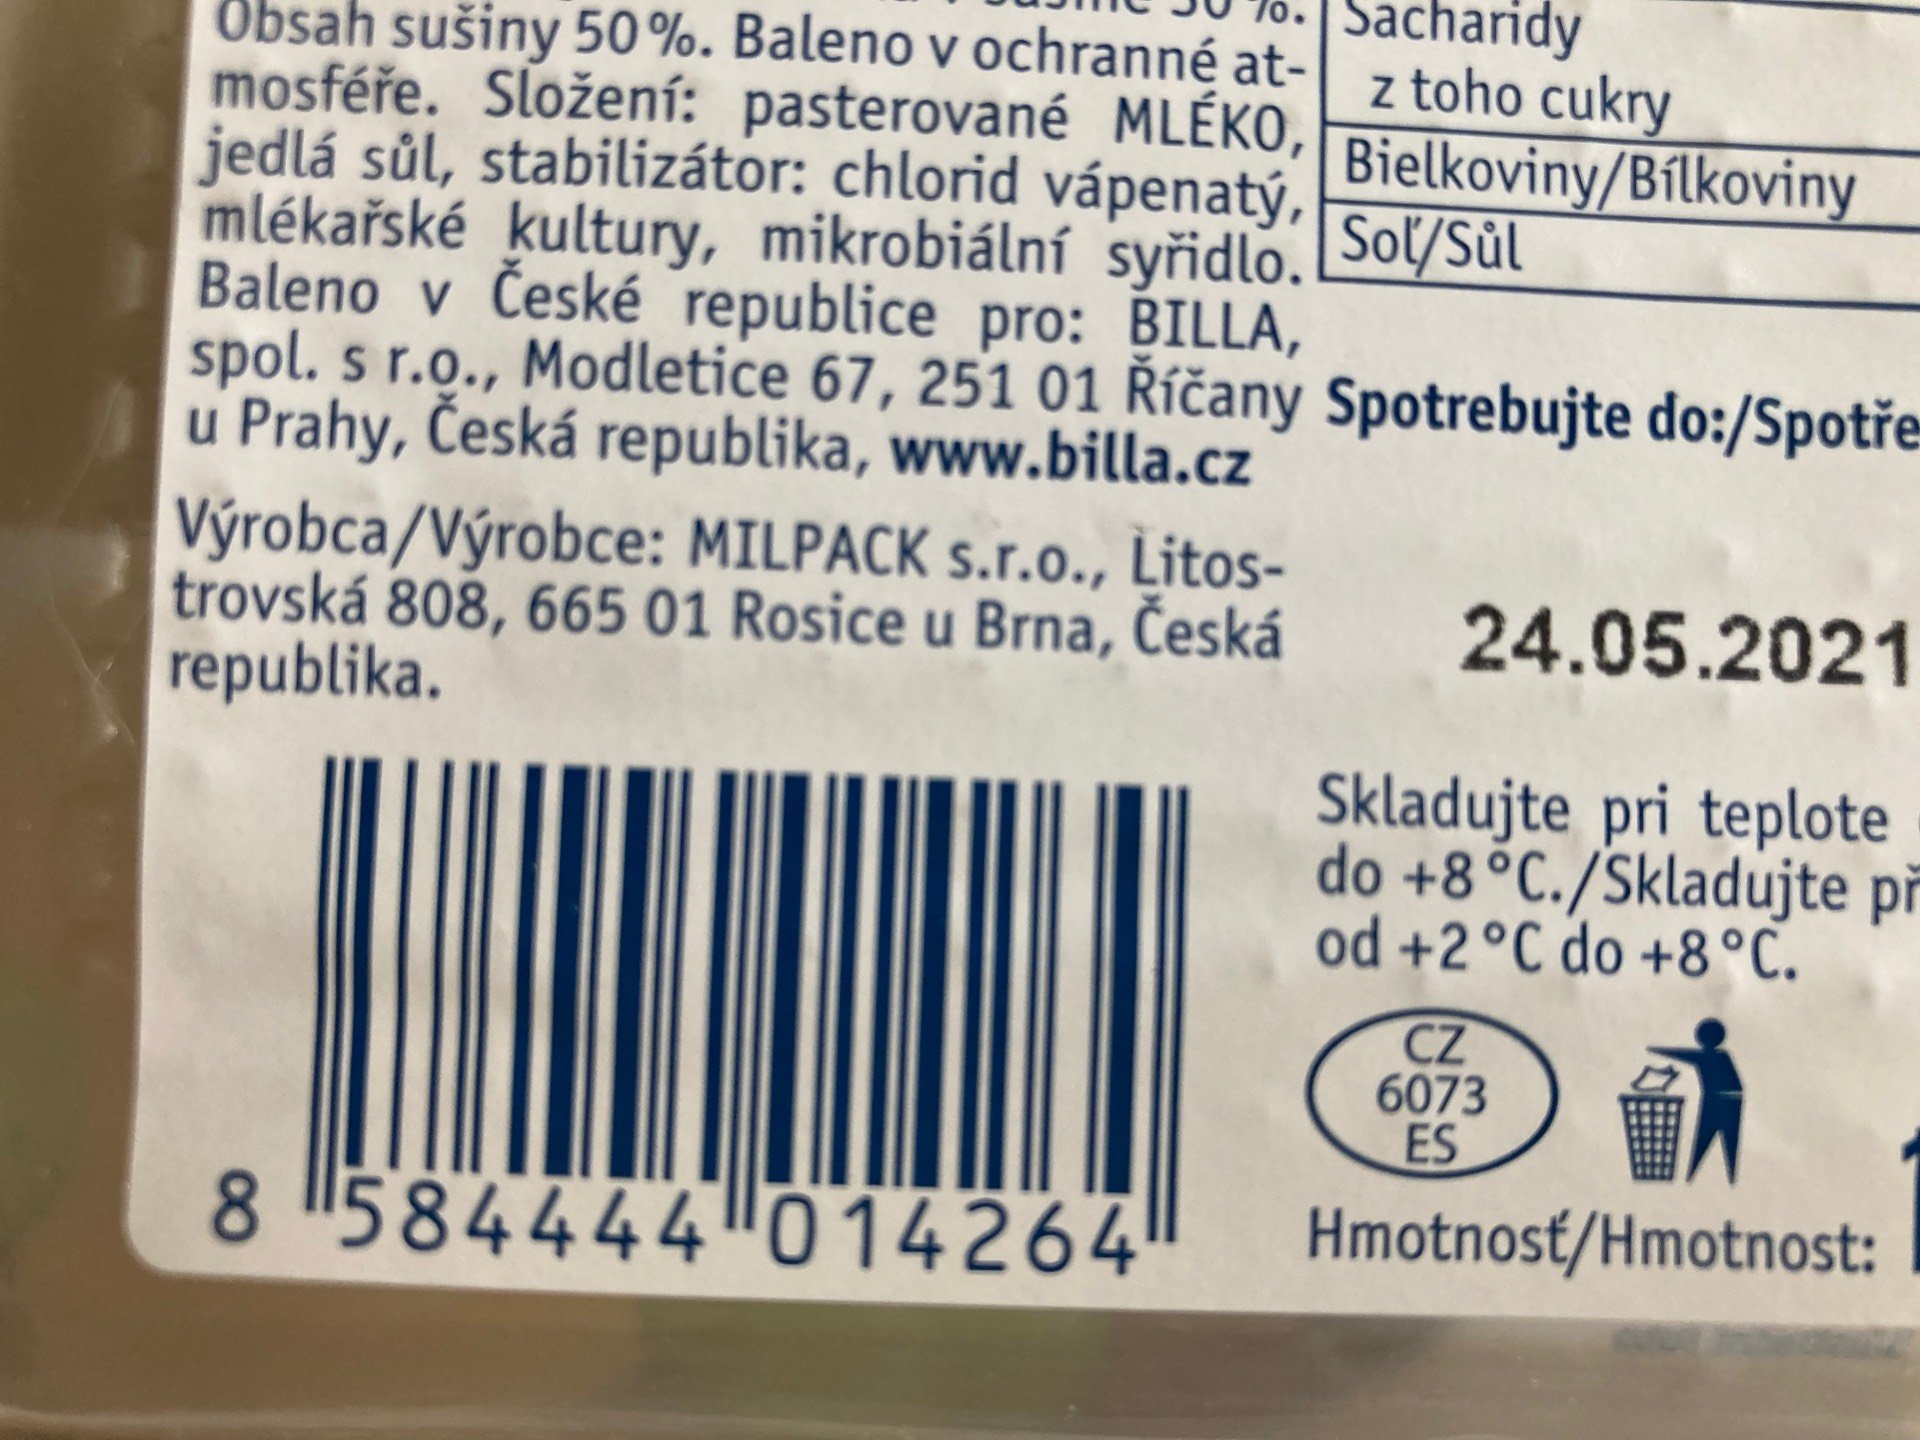 Obsah sušiny 50%. Baleno v ochranné at-
mosféře. Složení: pasterované MLÉKO,
jedlá sůl, stabilizátor: chlorid vápenatý,
mlékařské kultury, mikrobiální syřidlo.
Baleno v České republice pro: BILLA,
spol. s r.o., Modletice 67, 251 01 Říčany
u Prahy, Česká republika, www.billa.cz
Výrobca/Výrobce: MILPACK s.r.o., Litos-
trovská 808, 665 01 Rosice u Brna, Česká
republika.
8 584444 014264
Sacharidy
z toho cukry
Bielkoviny/Bílkoviny
Soľ/Sůl
Spotrebujte do:/Spotře
24.05.2021
Skladujte pri teplote
do +8°C./Skladujte př
od +2°C do +8°C.
CZ
6073
ES
Hmotnosť/Hmotnost: